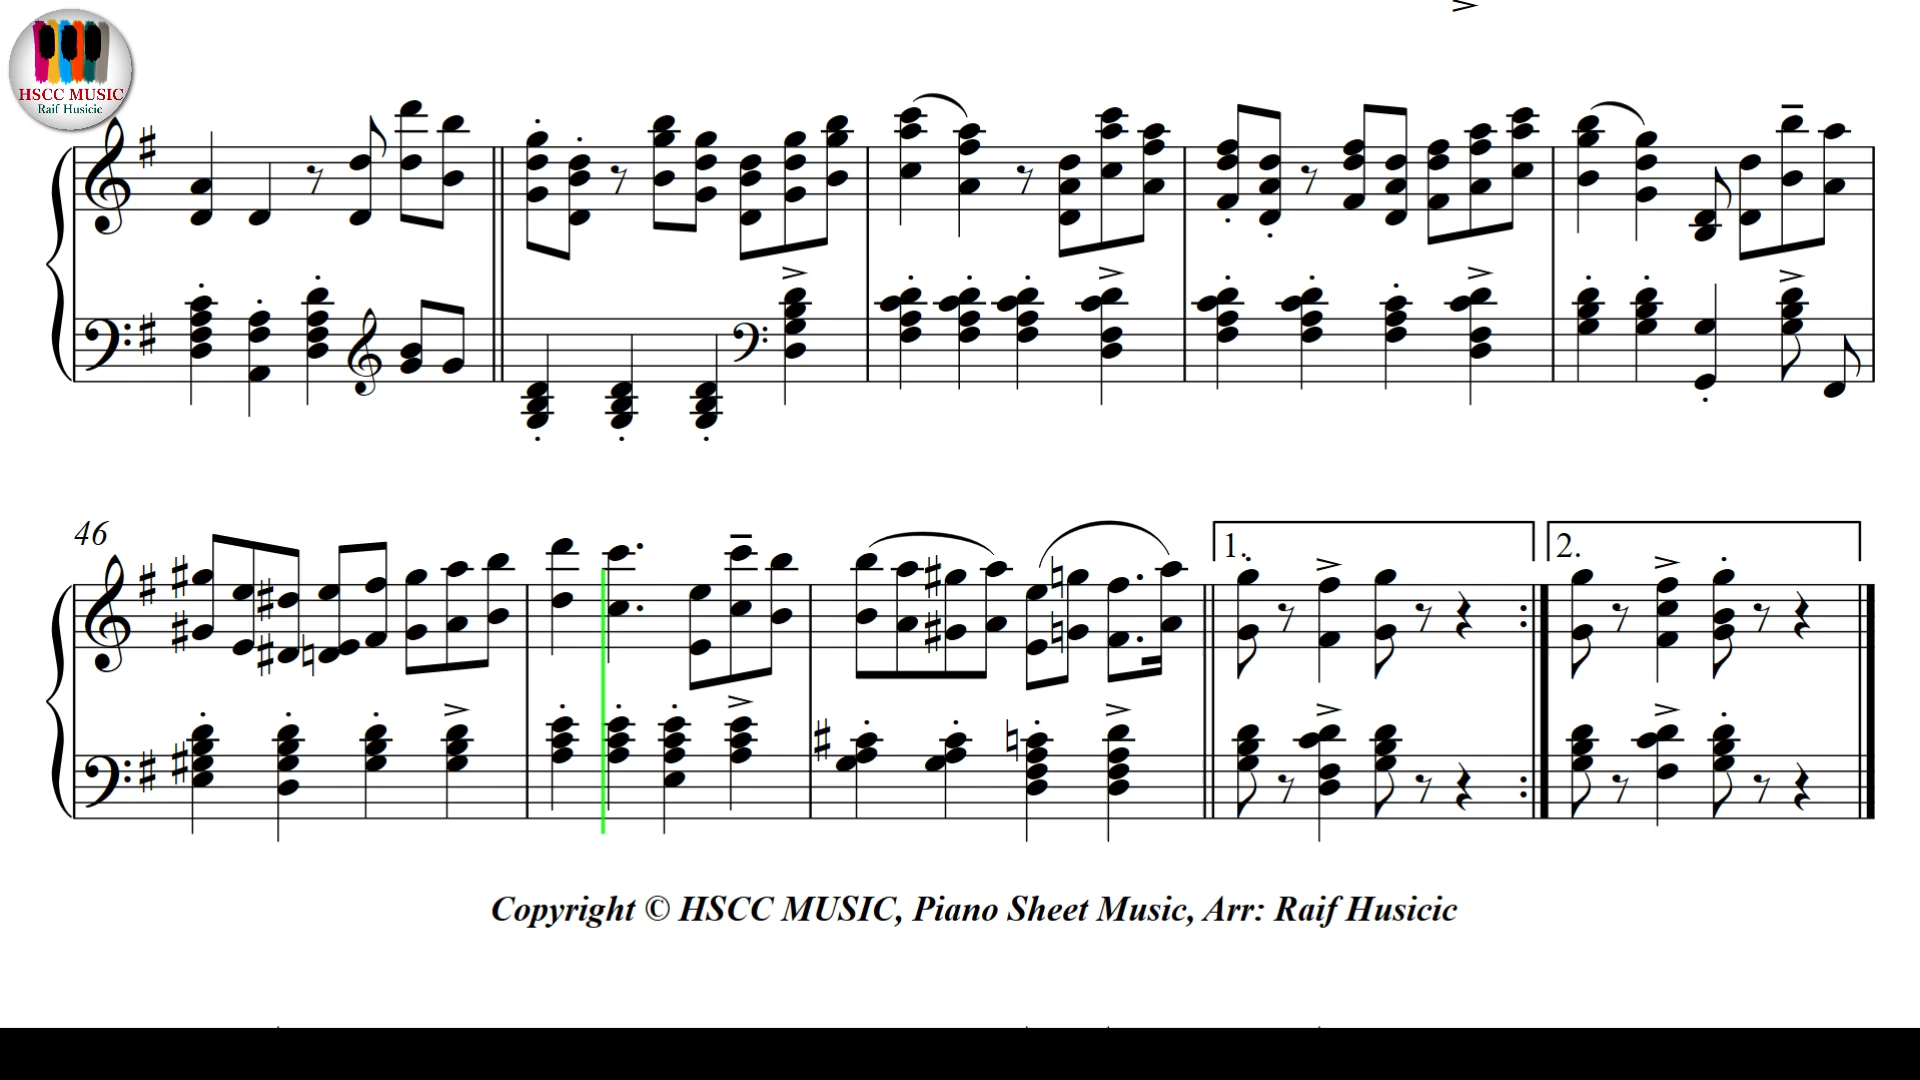 HSCC MUSIC
Raif Husicic
46
1.
2.
Copyright © HSCC MUSIC, Piano Sheet Music, Arr: Raif Husicic